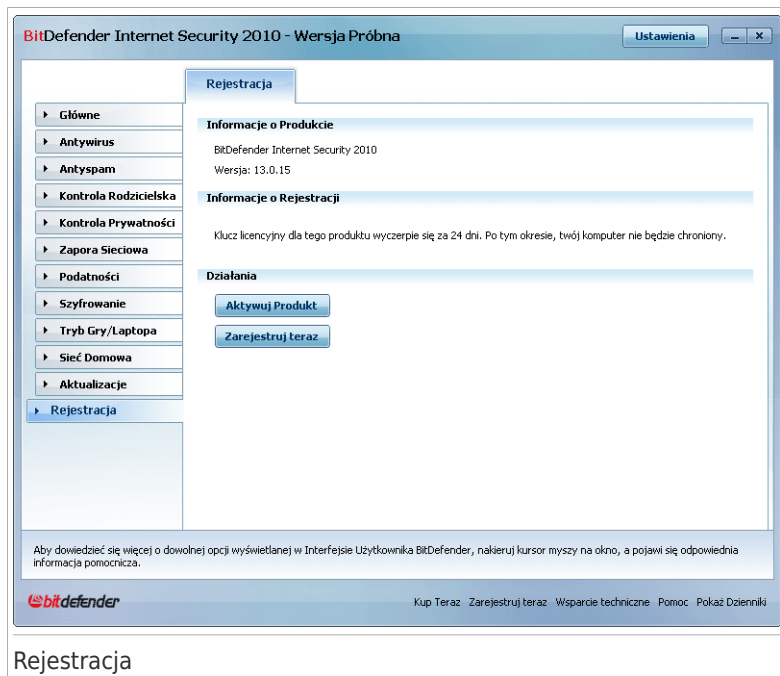 BitDefender Internet Security 2010 - Wersja Próbna
Ustawienia
Rejestracja
Główne
Antywirus
Antyspam
Kontrola Rodzicielska
Kontrola Prywatności
Zapora Sieciowa
Podatności
Szyfrowanie
Tryb Gry/Laptopa
Sieć Domowa
Aktualizacje
Rejestracja
Informacje o Produkcie
BitDefender Internet Security 2010
Wersja: 13.0.15
Informacje o Rejestracji
Klucz licencyjny dla tego produktu wyczerpie się za 24 dni. Po tym okresie, twój komputer nie będzie chroniony.
Działania
Aktywuj Produkt
Zarejestruj teraz
Aby dowiedzieć się więcej o dowolnej opcji wyświetlanej w Interfejsie Użytkownika BitDefender, nakieruj kursor myszy na okno, a pojawi się odpowiednia
informacja pomocnicza.
bitdefender
Kup Teraz Zarejestruj teraz Wsparcie techniczne Pomoc Pokaż Dzienniki
Rejestracja